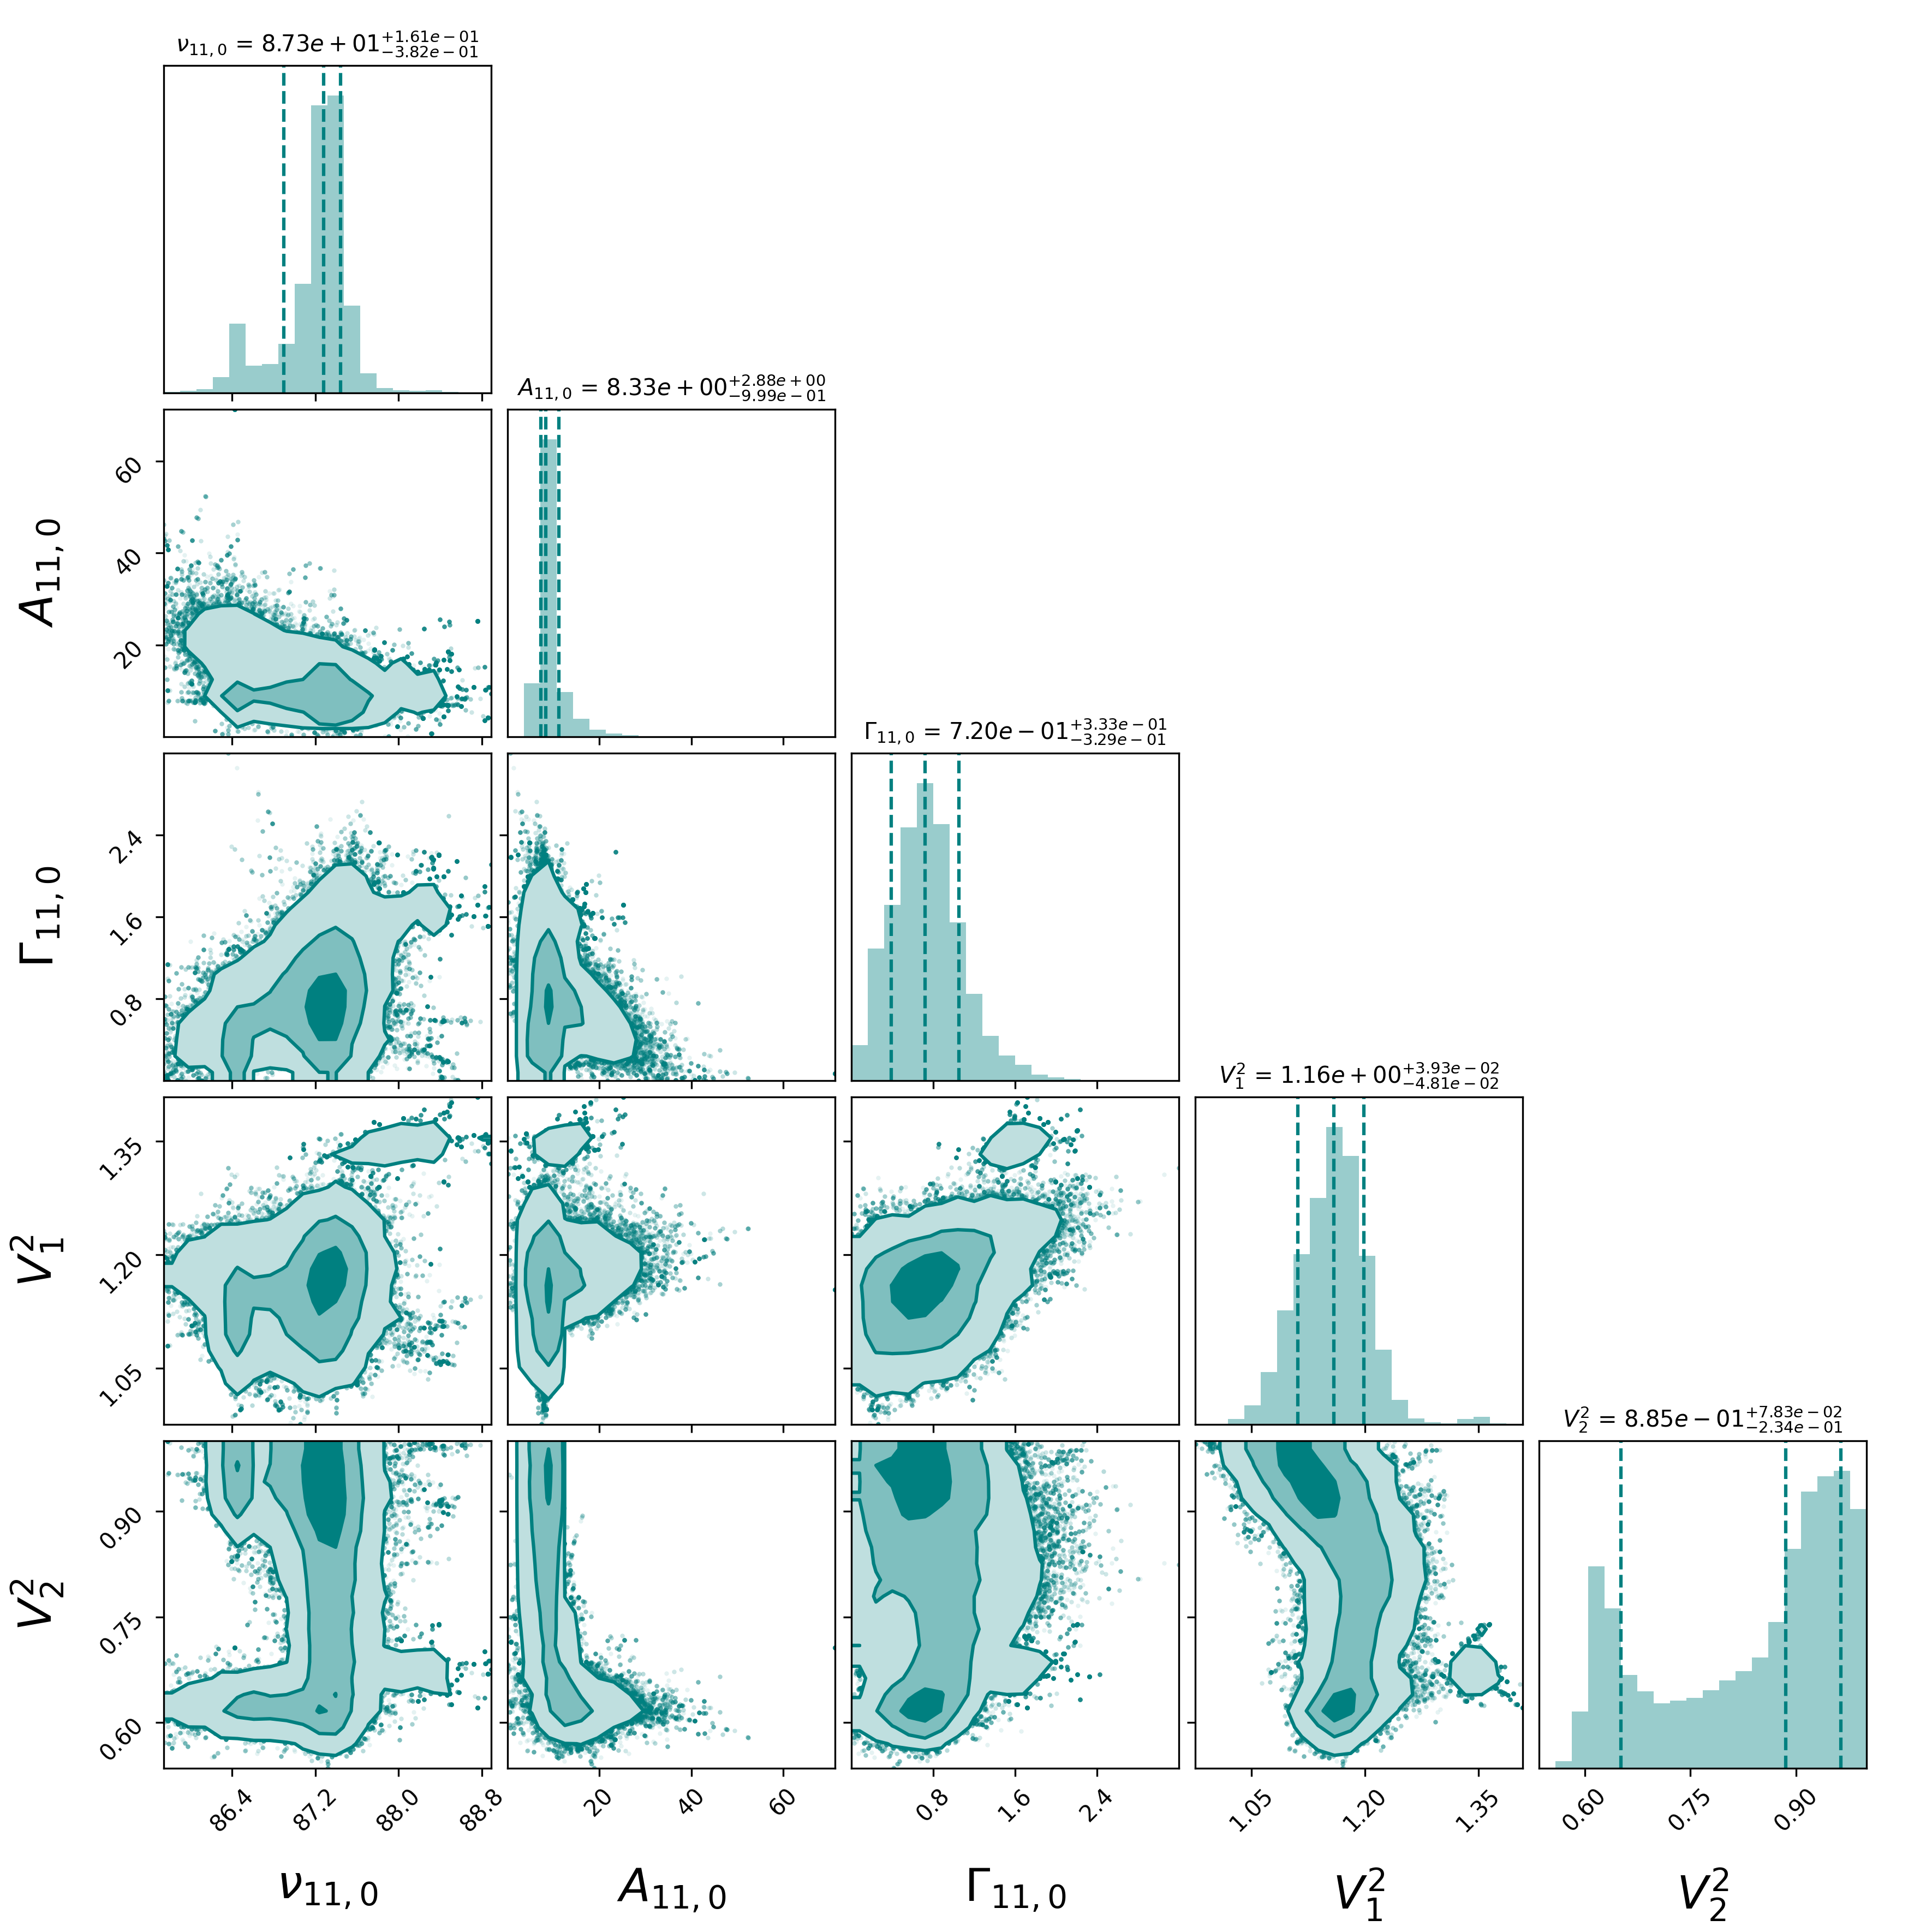 ν11,0 = 8.73e + 01 +1.61e − 01 −3.82e − 01
A11,0 = 8.33e + 00 +2.88e + 00 −9.99e − 01
60
40
20
A11,0
Γ11,0 = 7.20e − 01 +3.33e − 01 −3.29e − 01
2.4
1.6
0.8
Γ11,0
V₁² = 1.16e + 00 +3.93e − 02 −4.81e − 02
1.35
1.20
1.05
V₁²
V₂² = 8.85e − 01 +7.83e − 02 −2.34e − 01
0.90
0.75
0.60
V₂²
86.4 87.2 88.0 88.8 20 40 60 0.8 1.6 2.4 1.05 1.20 1.35 0.60 0.75 0.90
ν11,0 A11,0 Γ11,0 V₁² V₂²